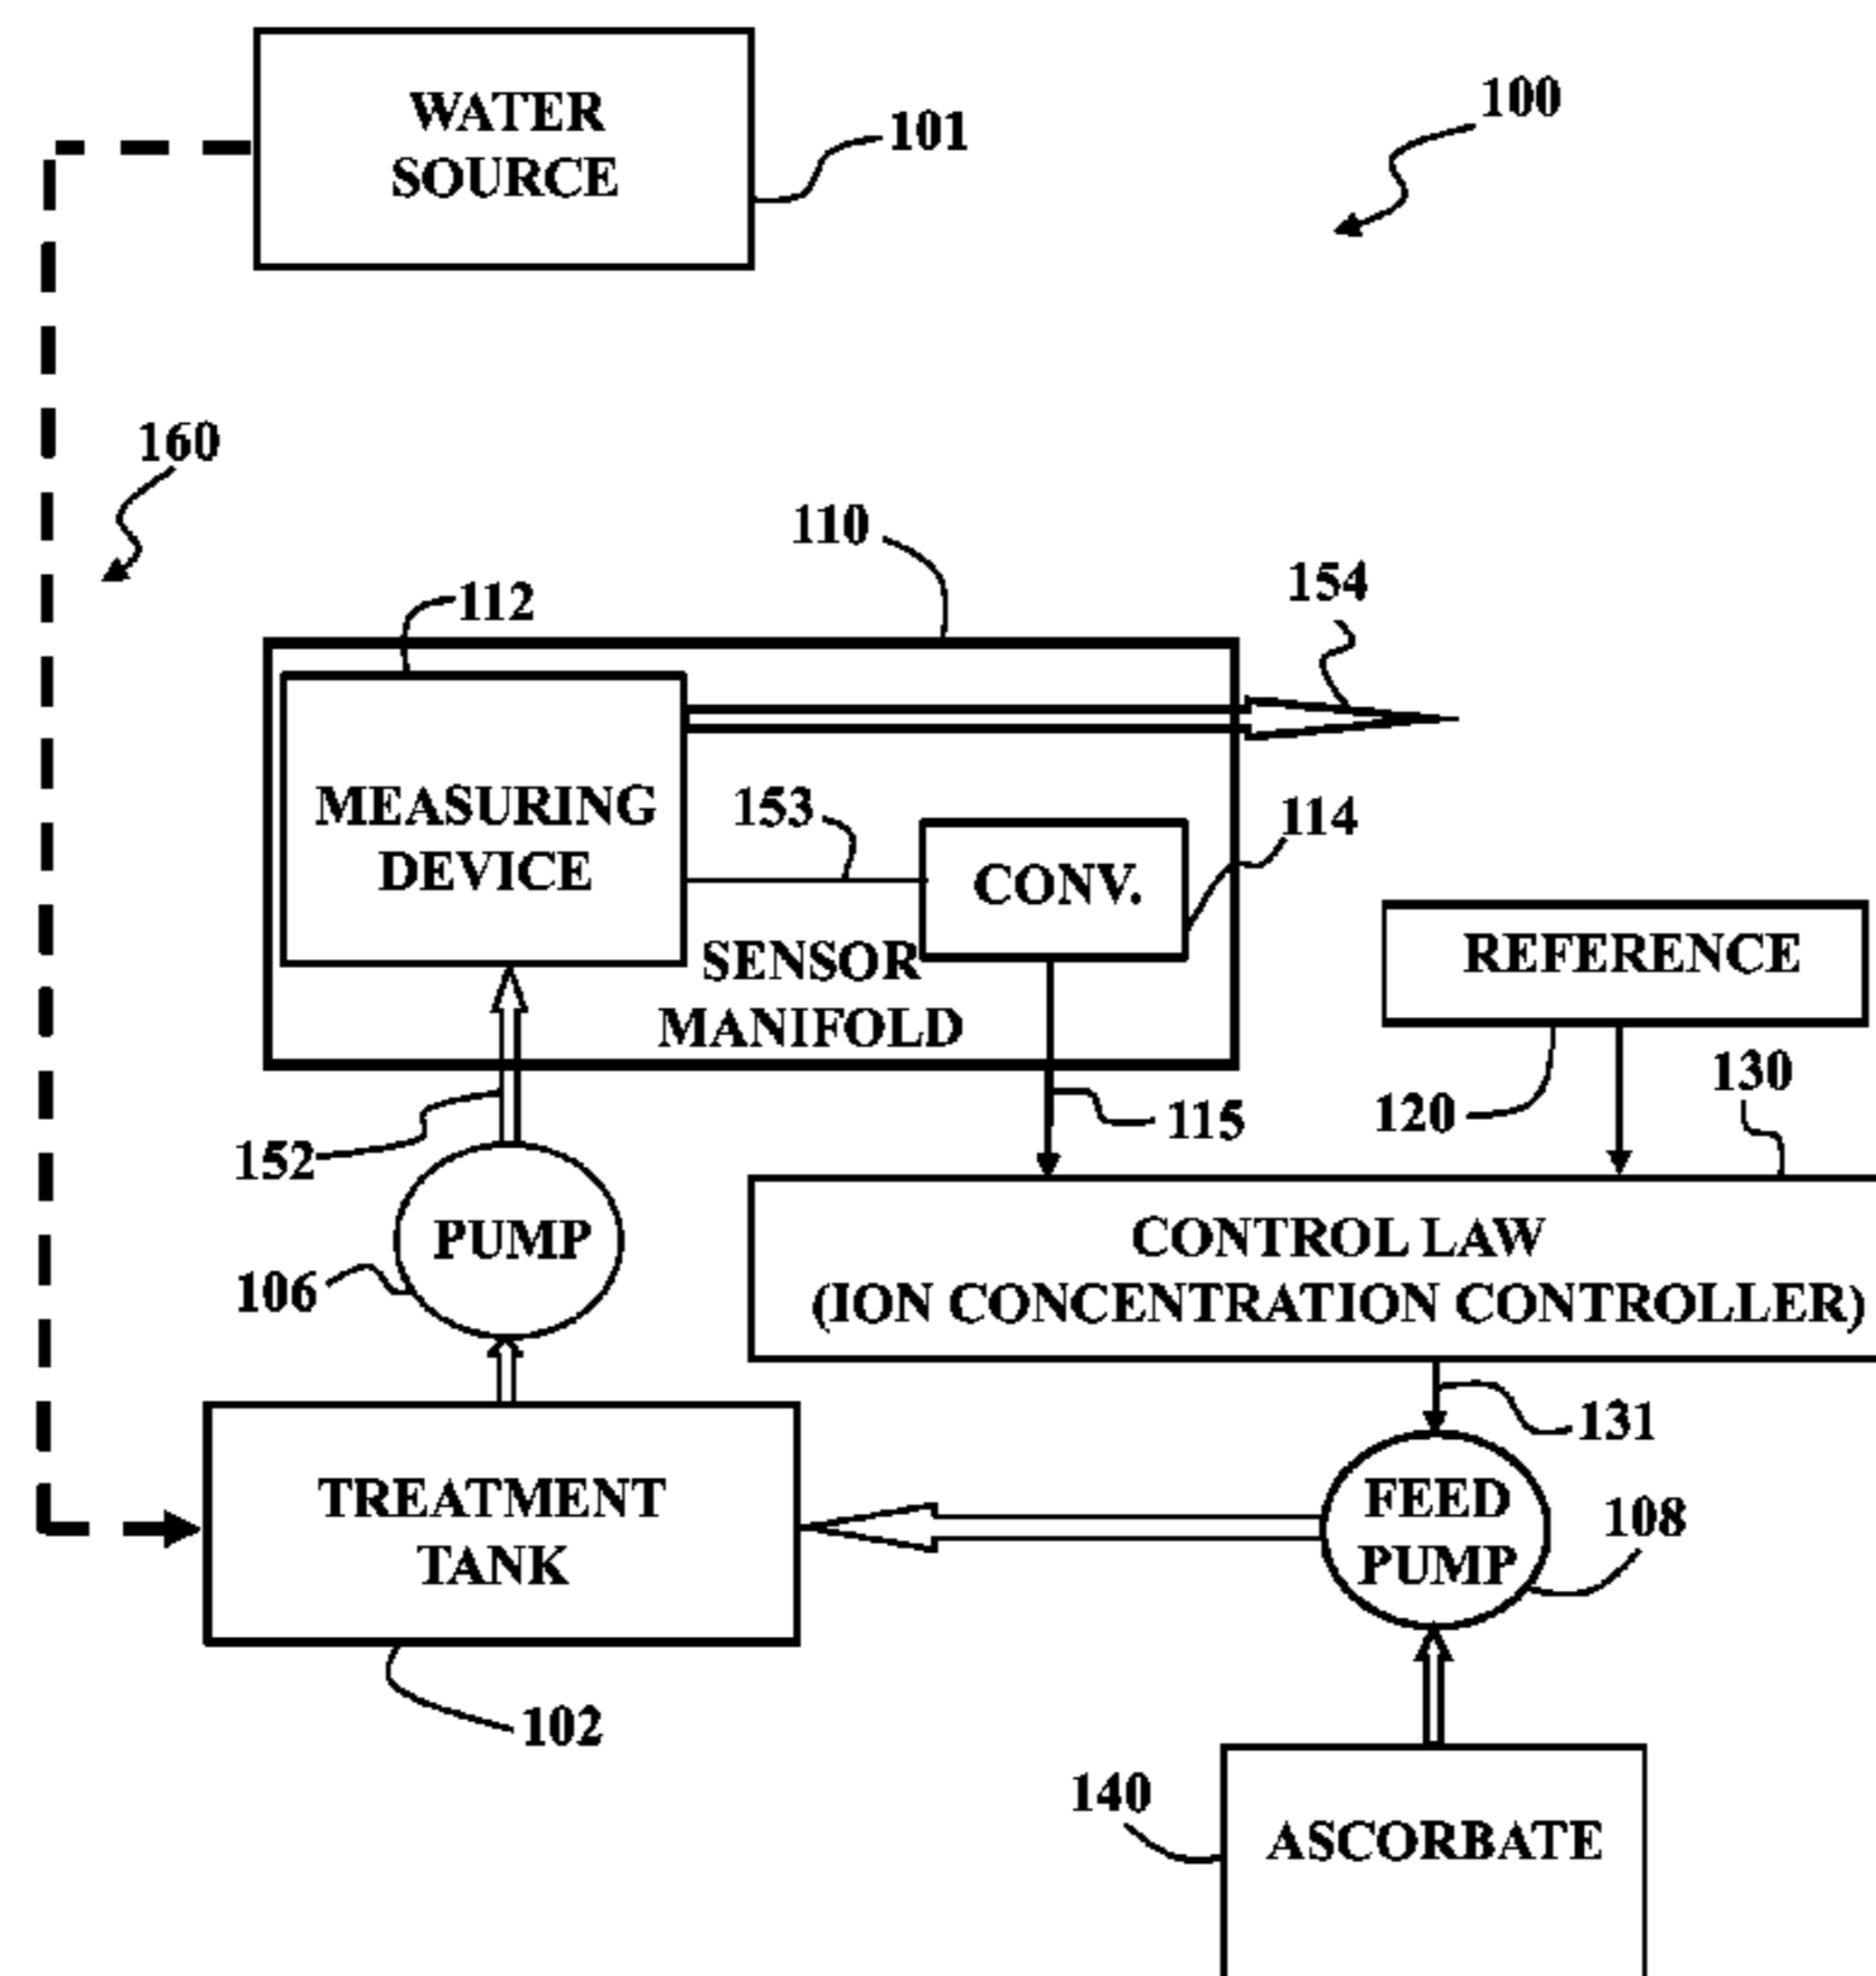 WATER
SOURCE
101
100
160
110
154
112
MEASURING
DEVICE
153
114
CONV.
SENSOR
MANIFOLD
REFERENCE
120
130
115
152
PUMP
106
CONTROL LAW
(ION CONCENTRATION CONTROLLER)
131
TREATMENT
TANK
FEED
PUMP
108
102
140
ASCORBATE